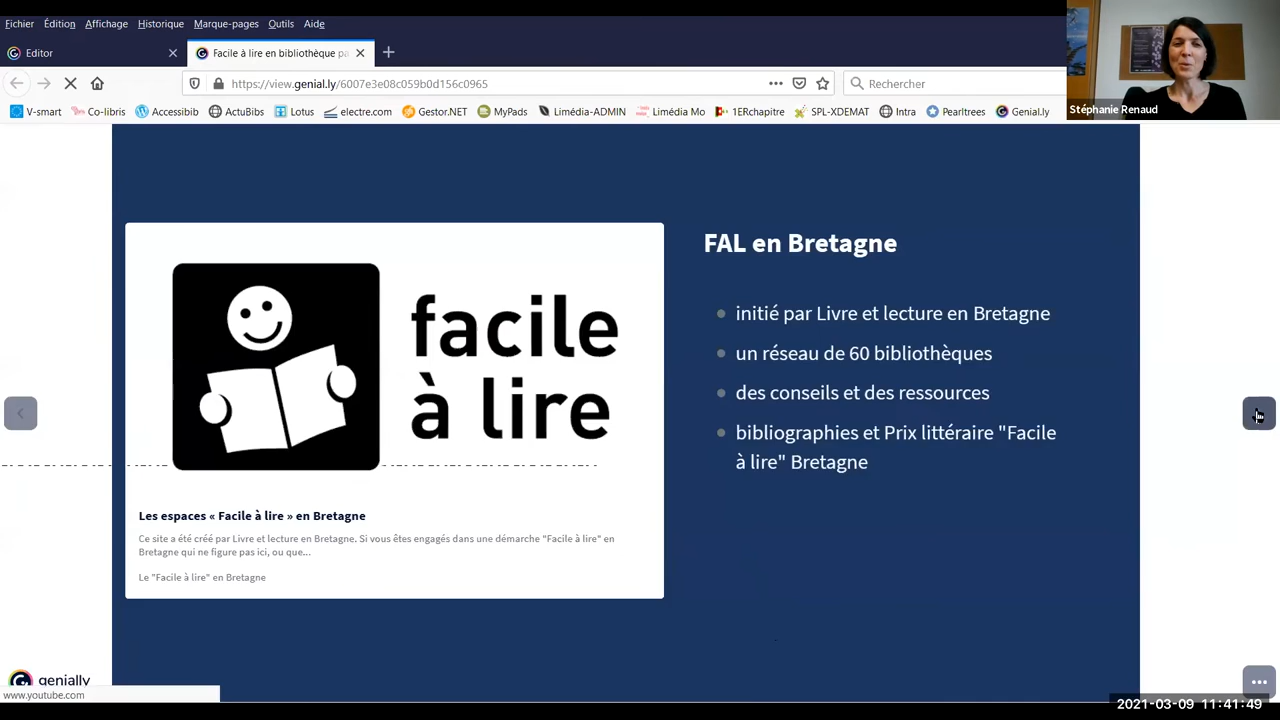 Fichier Édition Affichage Historique Marque-pages Outils Aide
Editor
Facile à lire en bibliothèque pa
https://view.genial.ly/6007e3e08c059b0d156c0965
Rechercher
V-smart Co-libris Accessibib ActuBibs Lotus electre.com Gestor.NET MyPads Limédia-ADMIN Limédia Mo 1ERchapitre SPL-XDEMAT Intra Pearltrees Genial.ly
Stéphanie Renaud
facile
à lire
Les espaces « Facile à lire » en Bretagne
Ce site a été créé par Livre et lecture en Bretagne. Si vous êtes engagés dans une démarche "Facile à lire" en
Bretagne qui ne figure pas ici, ou que...
Le "Facile à lire" en Bretagne
FAL en Bretagne
initié par Livre et lecture en Bretagne
un réseau de 60 bibliothèques
des conseils et des ressources
bibliographies et Prix littéraire "Facile
à lire" Bretagne
genially
www.youtube.com
2021-03-09 11:41:49